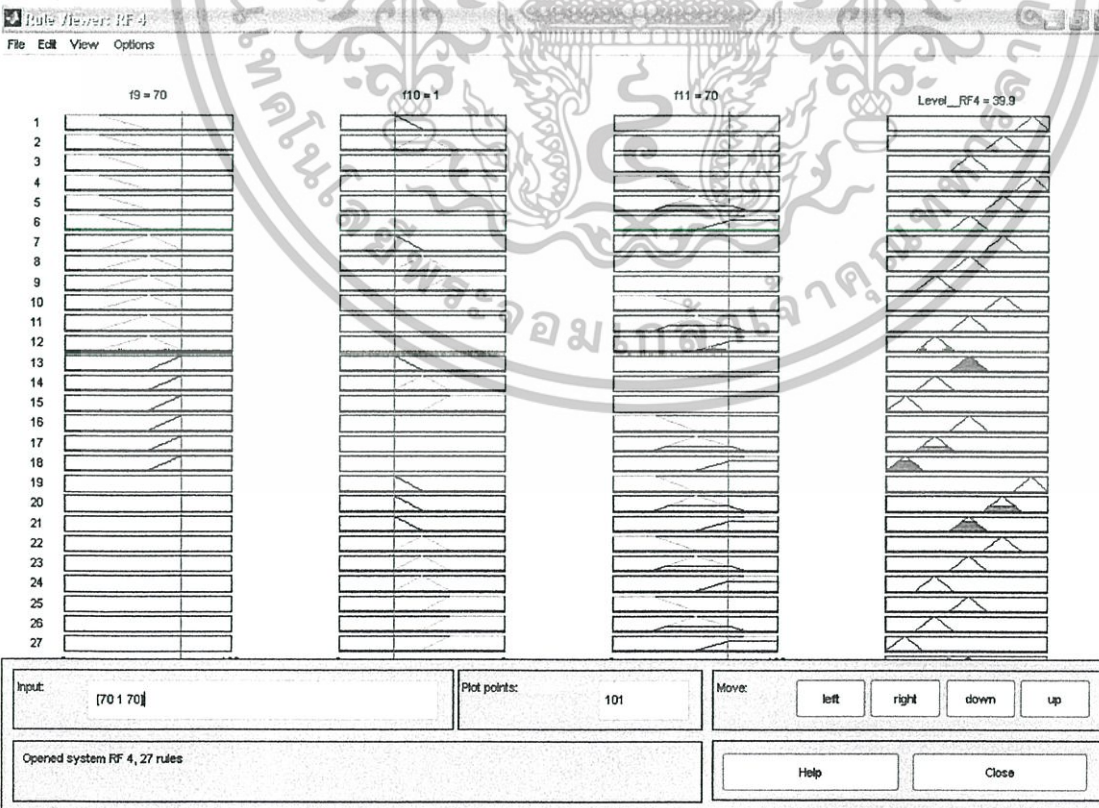 Rule Viewer: RF 4
File Edit View Options
f9 = 70
f10 = 1
f11 = 70
Level__RF4 = 39.9
1
2
3
4
5
6
7
8
9
10
11
12
13
14
15
16
17
18
19
20
21
22
23
24
25
26
27
Input:
[70 1 70]
Plot points:
101
Move:
left
right
down
up
Opened system RF 4, 27 rules
Help
Close